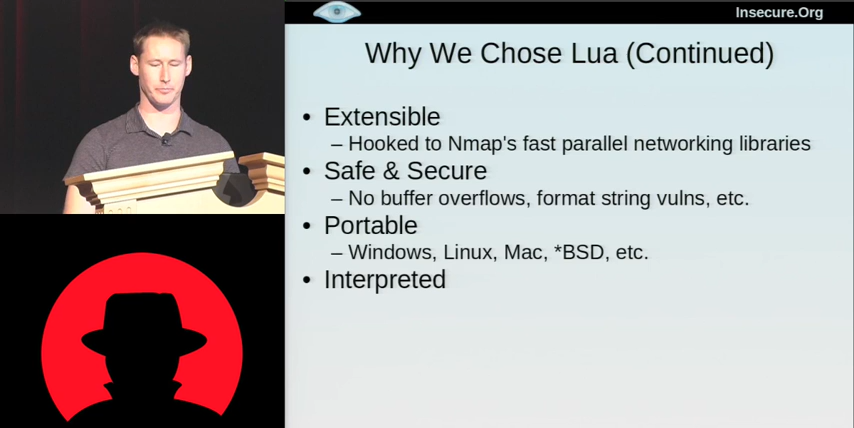 Insecure.Org
Why We Chose Lua (Continued)
• Extensible
– Hooked to Nmap's fast parallel networking libraries
• Safe & Secure
– No buffer overflows, format string vulns, etc.
• Portable
– Windows, Linux, Mac, *BSD, etc.
• Interpreted